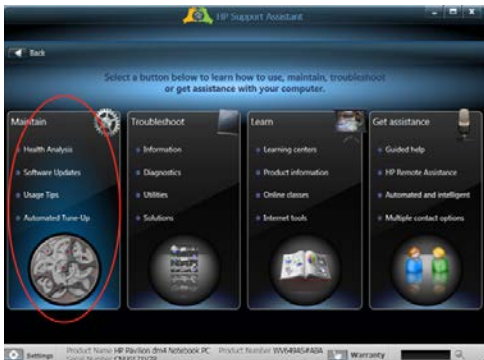 HP Support Assistant
Back
Select a button below to learn how to use, maintain, troubleshoot
or get assistance with your computer.
Maintain
Health Analysis
Software Updates
Usage Tips
Automated Tune-Up
Troubleshoot
Information
Diagnostics
Utilities
Solutions
Learn
Learning centers
Product information
Online classes
Internet tools
Get assistance
Guided help
HP Remote Assistance
Automated and intelligent
Multiple contact options
Settings
Product Name HP Pavilion dm4 Notebook PC Product Number
Serial Number
Warranty